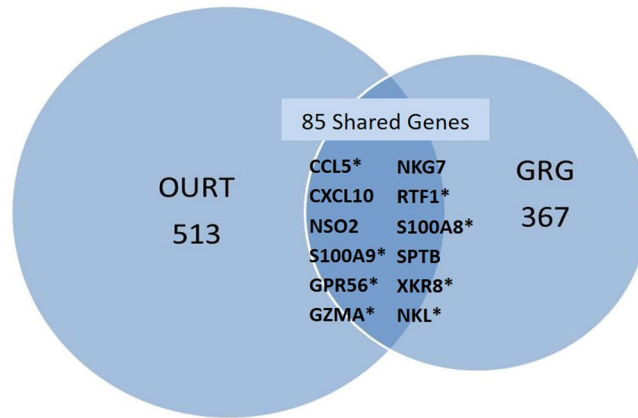 85 Shared Genes
OURT
513
CCL5* NKG7
CXCL10 RTF1*
NSO2 S100A8*
S100A9* SPTB
GPR56* XKR8*
GZMA* NKL*
GRG
367